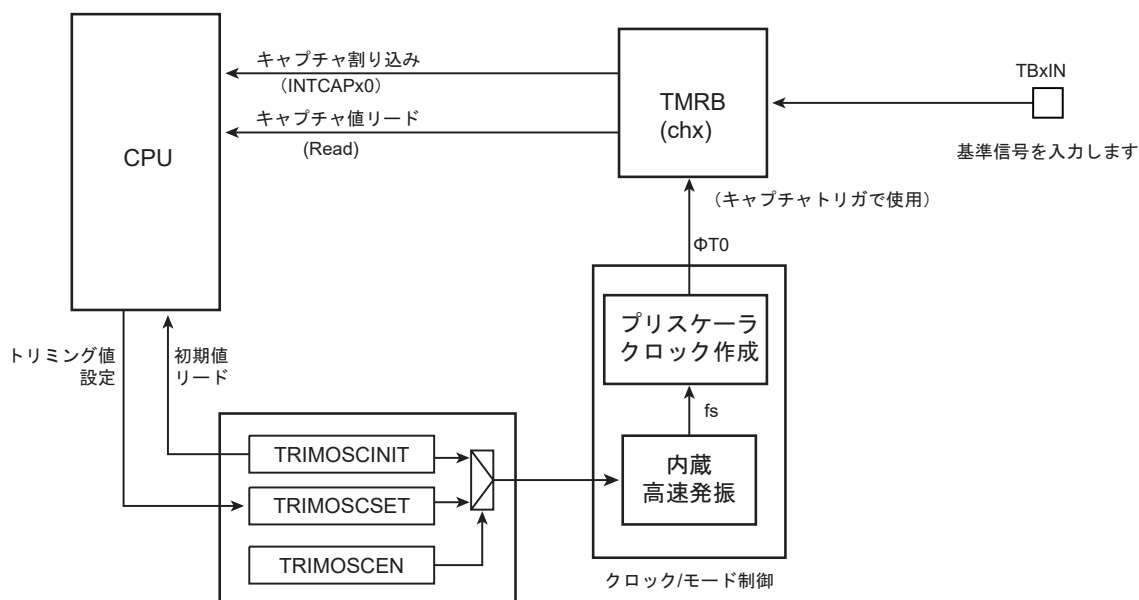 キャプチャ割り込み
（INTCAPx0）
キャプチャ値リード
(Read)
CPU
TMRB
(chx)
TBxIN
基準信号を入力します
（キャプチャトリガで使用）
ΦT0
プリスケーラ
クロック作成
fs
内蔵
高速発振
クロック/モード制御
トリミング値
設定
初期値
リード
TRIMOSCINIT
TRIMOSCSET
TRIMOSCEN